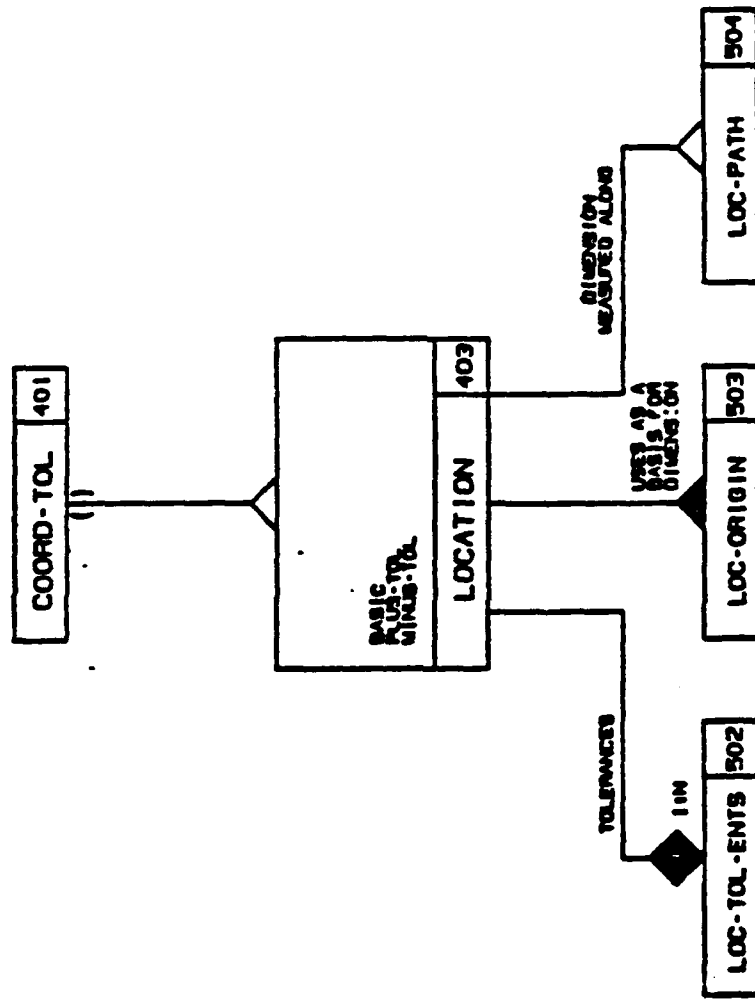 COORD-TOL 401
BASIC
PLUS-TOL
MINUS-TOL
LOCATION 403
TOLERANCES
1IN
USES AS A
BASIS FOR
DIMENSION
DIMENSION
MEASURED ALONG
LOC-TOL-ENTS 502
LOC-ORIGIN 503
LOC-PATH 504